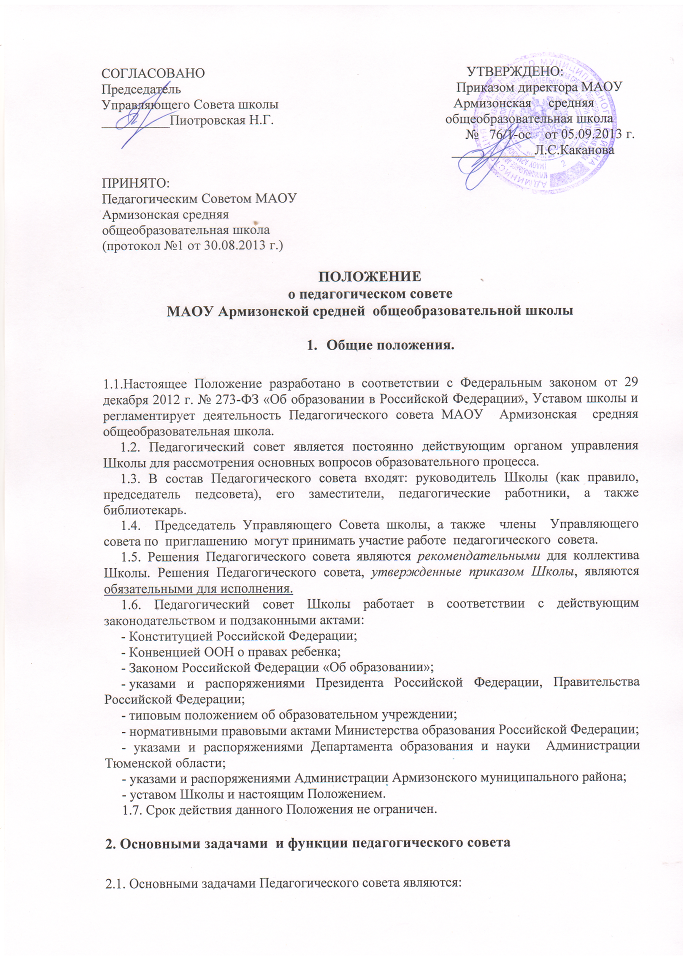 СОГЛАСОВАНО
Председатель
Управляющего Совета школы
__________Пиотровская Н.Г.
УТВЕРЖДЕНО:
Приказом директора МАОУ
Армизонская средняя
общеобразовательная школа
№ 76/1-ос от 05.09.2013 г.
____________Л.С.Каканова
ПРИНЯТО:
Педагогическим Советом МАОУ
Армизонская средняя
общеобразовательная школа
(протокол №1 от 30.08.2013 г.)
ПОЛОЖЕНИЕ
о педагогическом совете
МАОУ Армизонской средней общеобразовательной школы
1. Общие положения.
1.1.Настоящее Положение разработано в соответствии с Федеральным законом от 29
декабря 2012 г. № 273-ФЗ «Об образовании в Российской Федерации», Уставом школы и
регламентирует деятельность Педагогического совета МАОУ Армизонская средняя
общеобразовательная школа.
1.2. Педагогический совет является постоянно действующим органом управления
Школы для рассмотрения основных вопросов образовательного процесса.
1.3. В состав Педагогического совета входят: руководитель Школы (как правило,
председатель педсовета), его заместители, педагогические работники, а также
библиотекарь.
1.4. Председатель Управляющего Совета школы, а также члены Управляющего
совета по приглашению могут принимать участие работе педагогического совета.
1.5. Решения Педагогического совета являются рекомендательными для коллектива
Школы. Решения Педагогического совета, утвержденные приказом Школы, являются
обязательными для исполнения.
1.6. Педагогический совет Школы работает в соответствии с действующим
законодательством и подзаконными актами:
- Конституцией Российской Федерации;
- Конвенцией ООН о правах ребенка;
- Законом Российской Федерации «Об образовании»;
- указами и распоряжениями Президента Российской Федерации, Правительства
Российской Федерации;
- типовым положением об образовательном учреждении;
- нормативными правовыми актами Министерства образования Российской Федерации;
- указами и распоряжениями Департамента образования и науки Администрации
Тюменской области;
- указами и распоряжениями Администрации Армизонского муниципального района;
- уставом Школы и настоящим Положением.
1.7. Срок действия данного Положения не ограничен.
2. Основными задачами и функции педагогического совета
2.1. Основными задачами Педагогического совета являются: